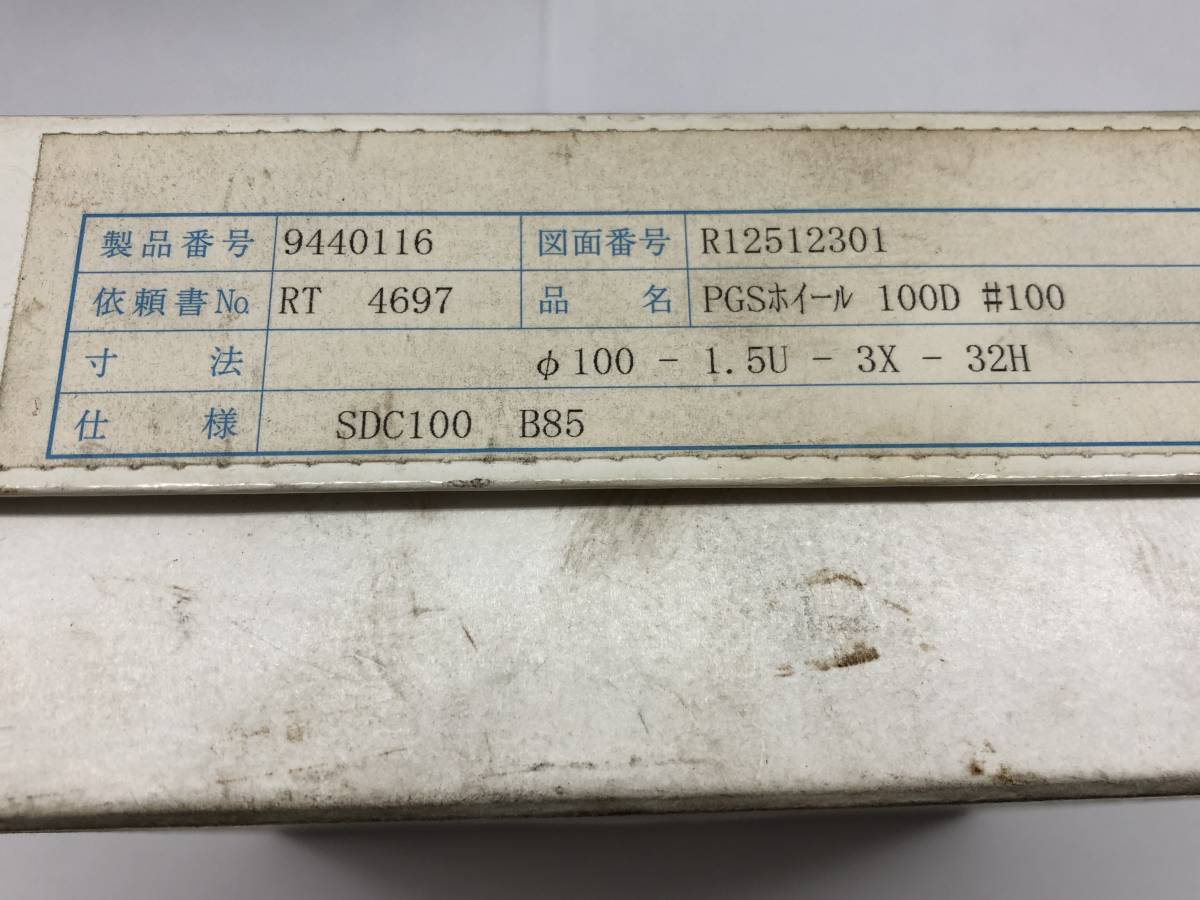 製品番号 9440116 図面番号 R12512301
依頼書№ RT 4697 品名 PGSホイール 100D #100
寸法 φ100 - 1.5U - 3X - 32H
仕様 SDC100 B85